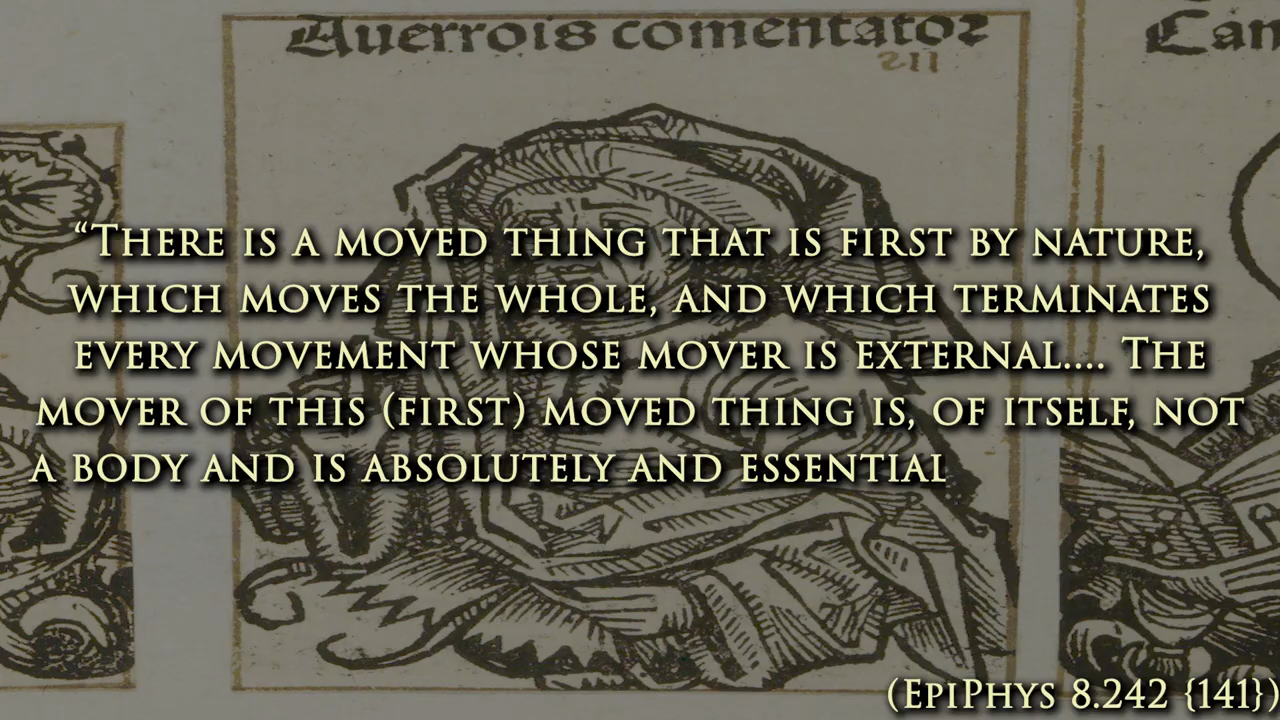 Auerrois comentator
Can
211
“There is a moved thing that is first by nature,
which moves the whole, and which terminates
every movement whose mover is external.... The
mover of this (first) moved thing is, of itself, not
a body and is absolutely and essential
(EpiPhys 8.242 {141})